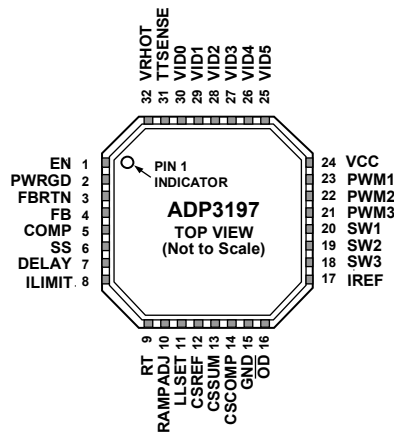 32 VRHOT
31 TTSENSE
30 VID0
29 VID1
28 VID2
27 VID3
26 VID4
25 VID5
EN 1
PWRGD 2
FBRTN 3
FB 4
COMP 5
SS 6
DELAY 7
ILIMIT 8
PIN 1
INDICATOR
ADP3197
TOP VIEW
(Not to Scale)
24 VCC
23 PWM1
22 PWM2
21 PWM3
20 SW1
19 SW2
18 SW3
17 IREF
RT 9
RAMPADJ 10
LLSET 11
CSREF 12
CSSUM 13
CSCOMP 14
GND 15
OD 16